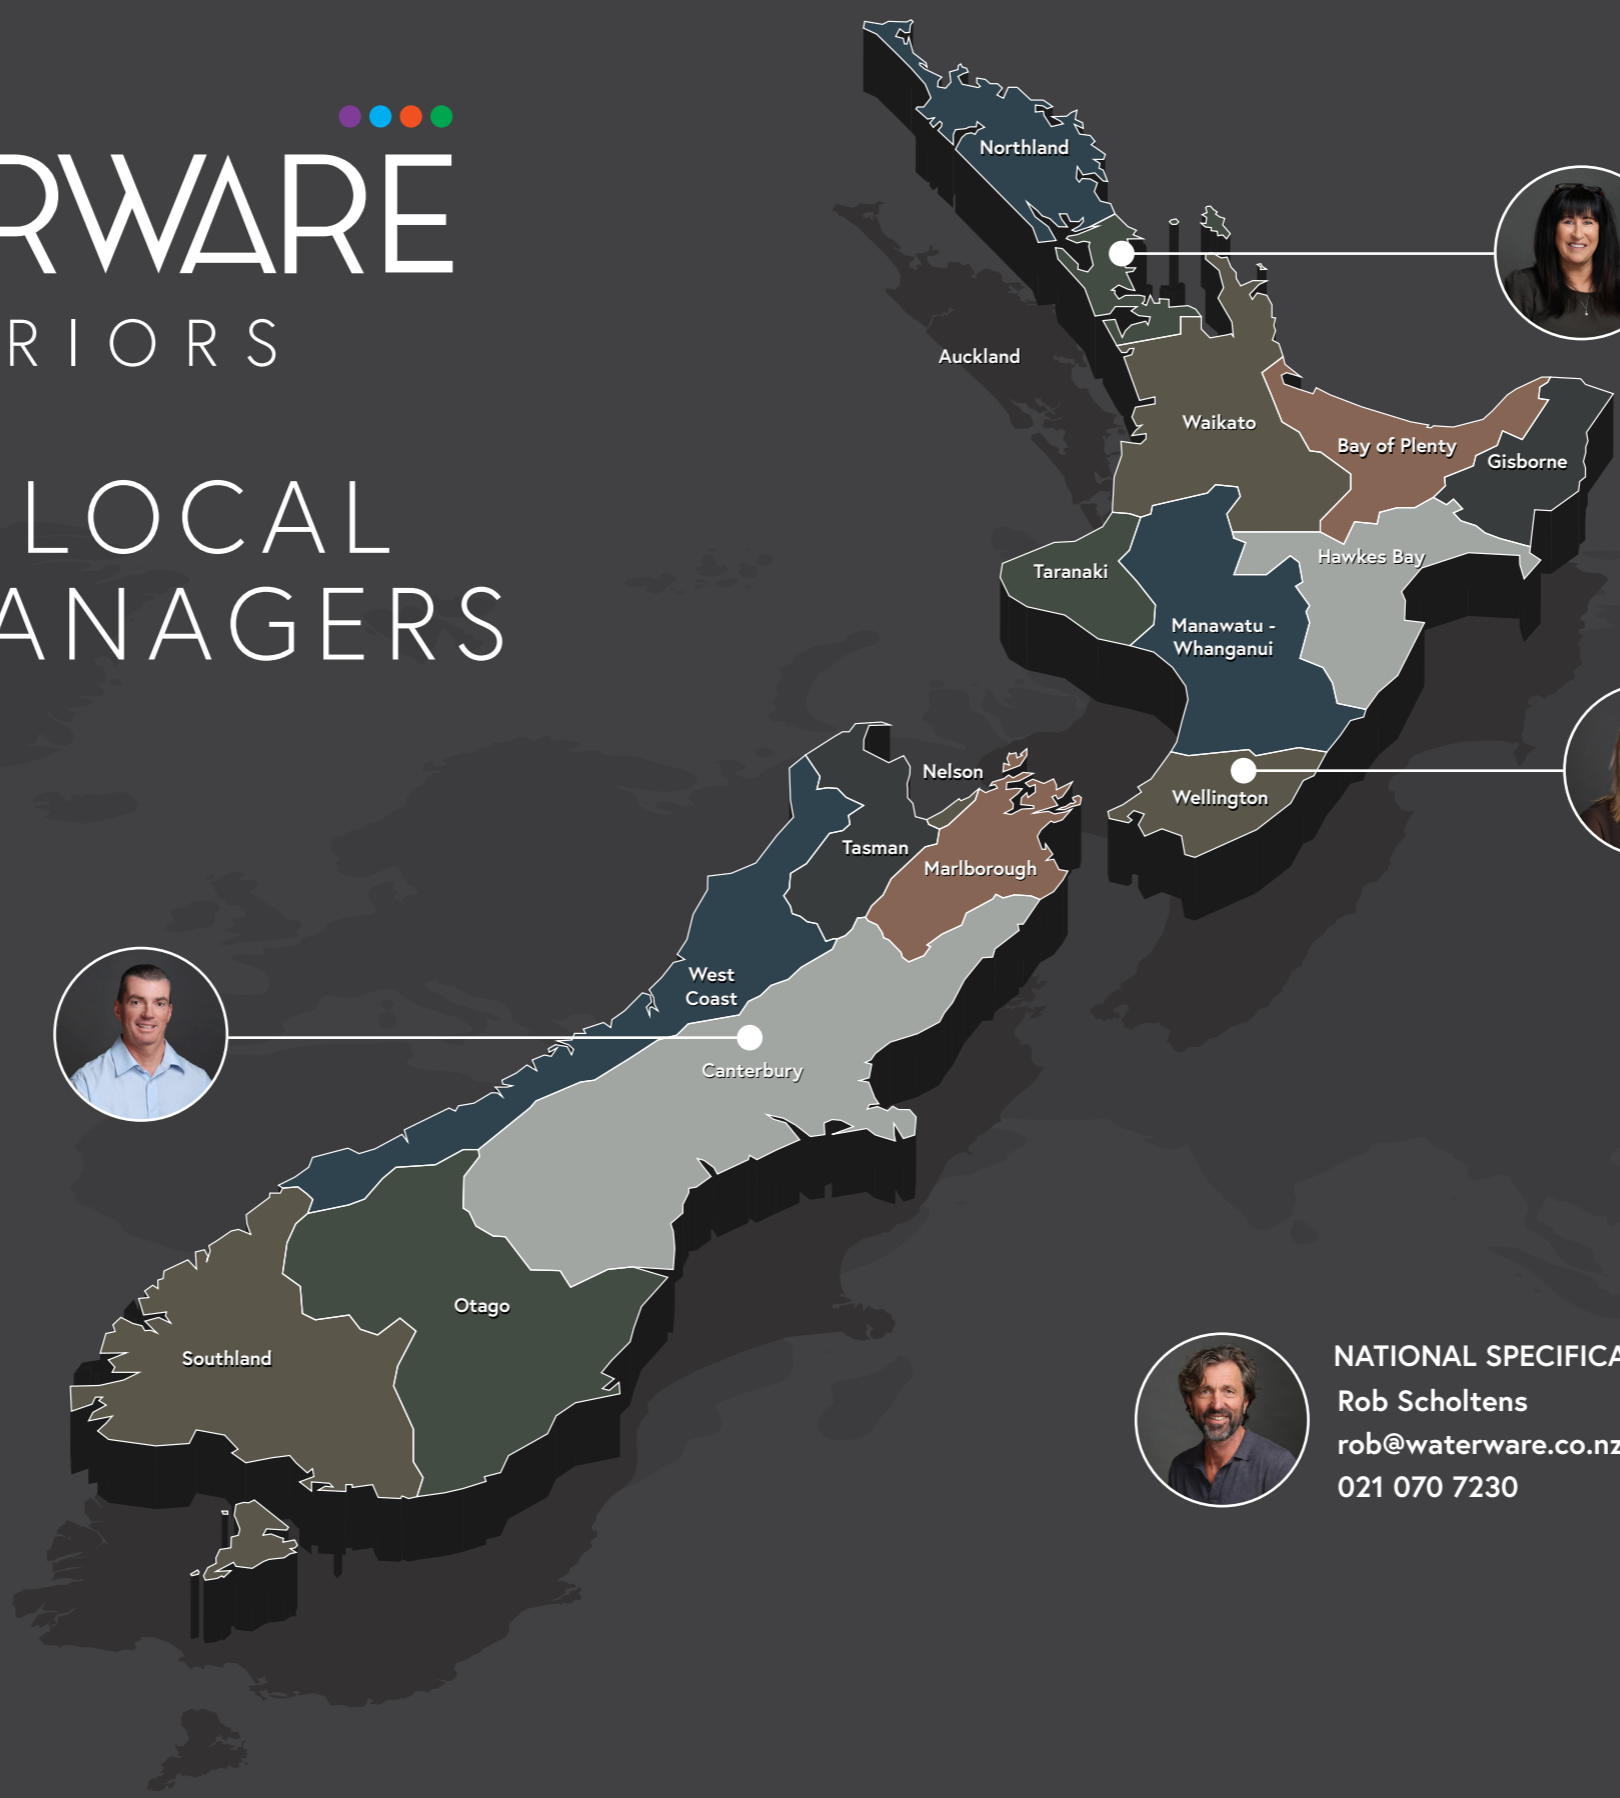 RWARE
RIORS
LOCAL
ANAGERS
Northland
Auckland
Waikato
Bay of Plenty
Gisborne
Hawkes Bay
Taranaki
Manawatu -
Whanganui
Wellington
Nelson
Tasman
Marlborough
West
Coast
Canterbury
Otago
Southland
NATIONAL SPECIFICA
Rob Scholtens
rob@waterware.co.nz
021 070 7230